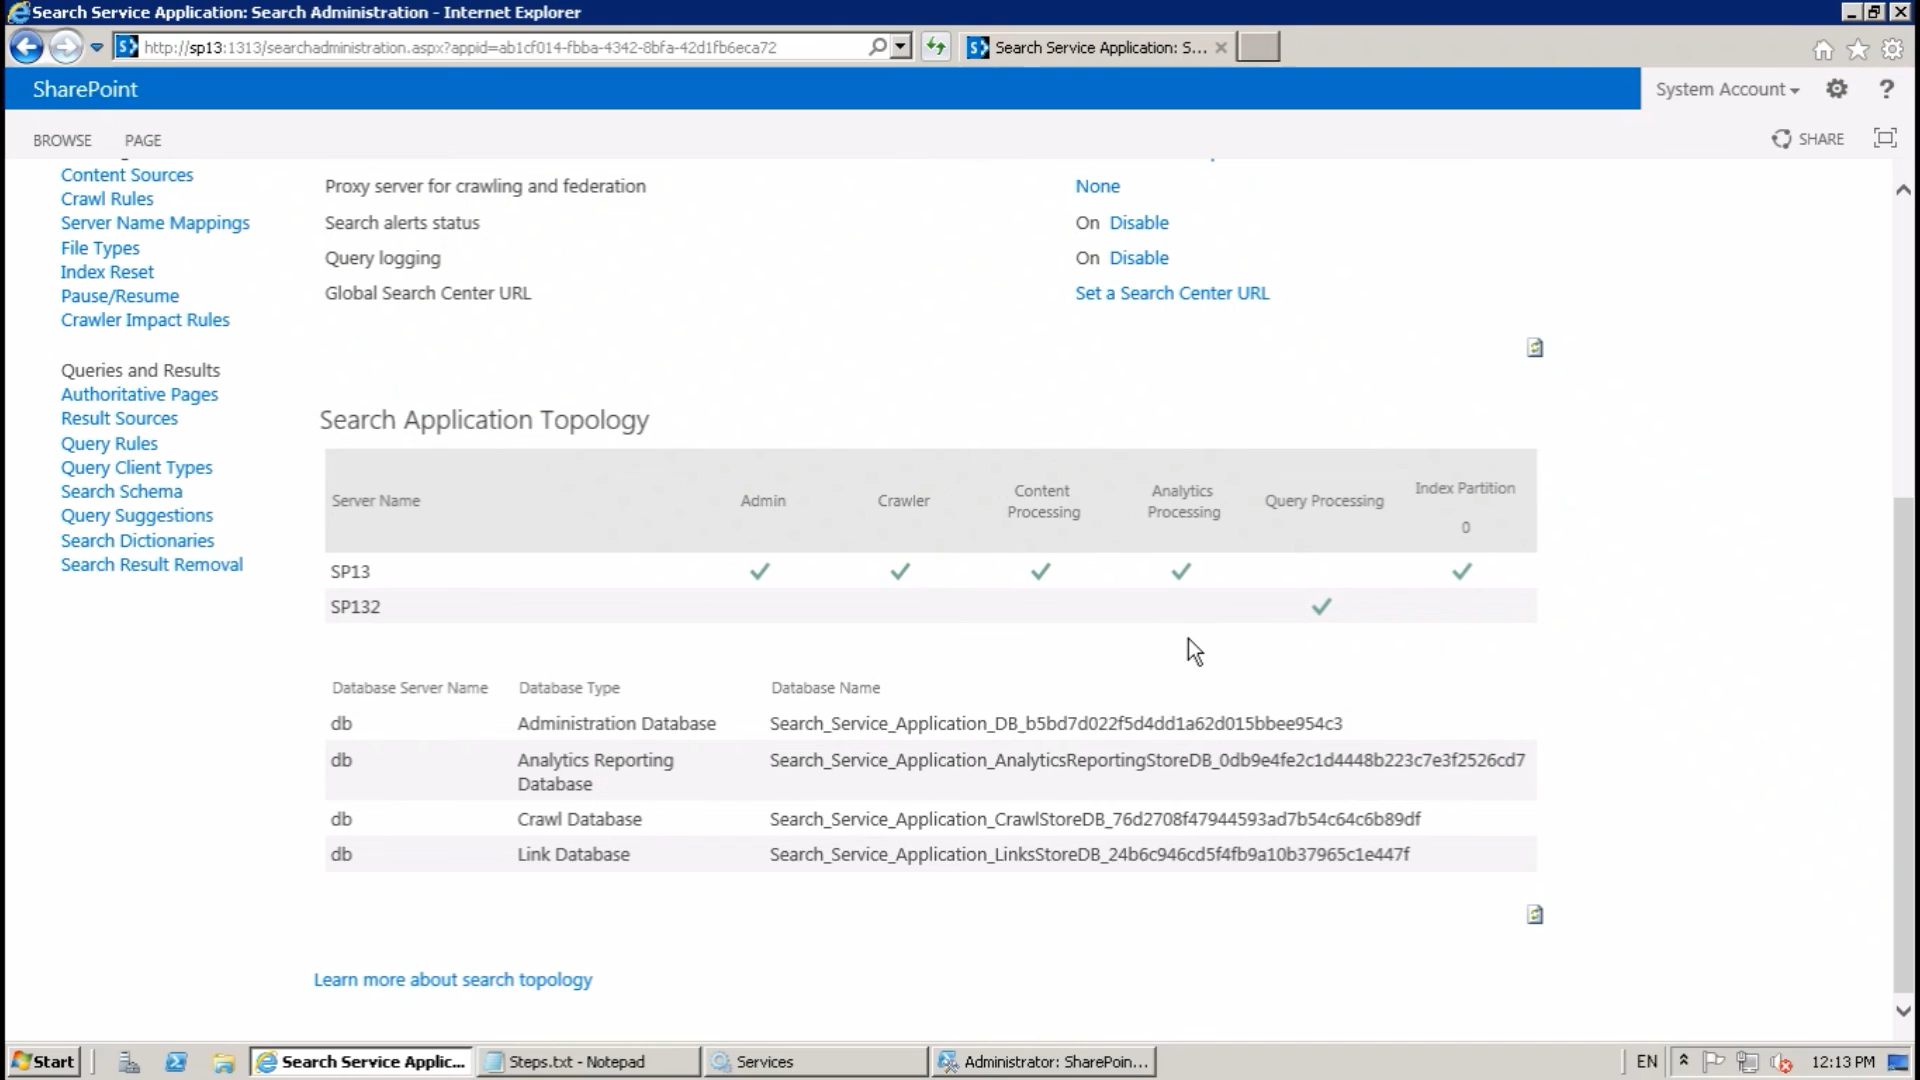 Search Service Application: Search Administration - Internet Explorer
http://sp13:1313/searchadministration.aspx?appid=ab1cf014-fbba-4342-8bfa-42d1fb6eca72
Search Service Application: S...
SharePoint
System Account
?
BROWSE
PAGE
SHARE
Content Sources
Crawl Rules
Server Name Mappings
File Types
Index Reset
Pause/Resume
Crawler Impact Rules
Queries and Results
Authoritative Pages
Result Sources
Query Rules
Query Client Types
Search Schema
Query Suggestions
Search Dictionaries
Search Result Removal
Proxy server for crawling and federation None
Search alerts status On Disable
Query logging On Disable
Global Search Center URL Set a Search Center URL
Search Application Topology
Server Name Admin Crawler Content Processing Analytics Processing Query Processing Index Partition
0
SP13
SP132
Database Server Name Database Type Database Name
db Administration Database Search_Service_Application_DB_b5bd7d022f5d4dd1a62d015bbee954c3
db Analytics Reporting Database Search_Service_Application_AnalyticsReportingStoreDB_0db9e4fe2c1d4448b223c7e3f2526cd7
db Crawl Database Search_Service_Application_CrawlStoreDB_76d2708f47944593ad7b54c64c6b89df
db Link Database Search_Service_Application_LinksStoreDB_24b6c946cd5f4fb9a10b37965c1e447f
Learn more about search topology
Start
Search Service Applic...
Steps.txt - Notepad
Services
Administrator: SharePoin...
EN
12:13 PM